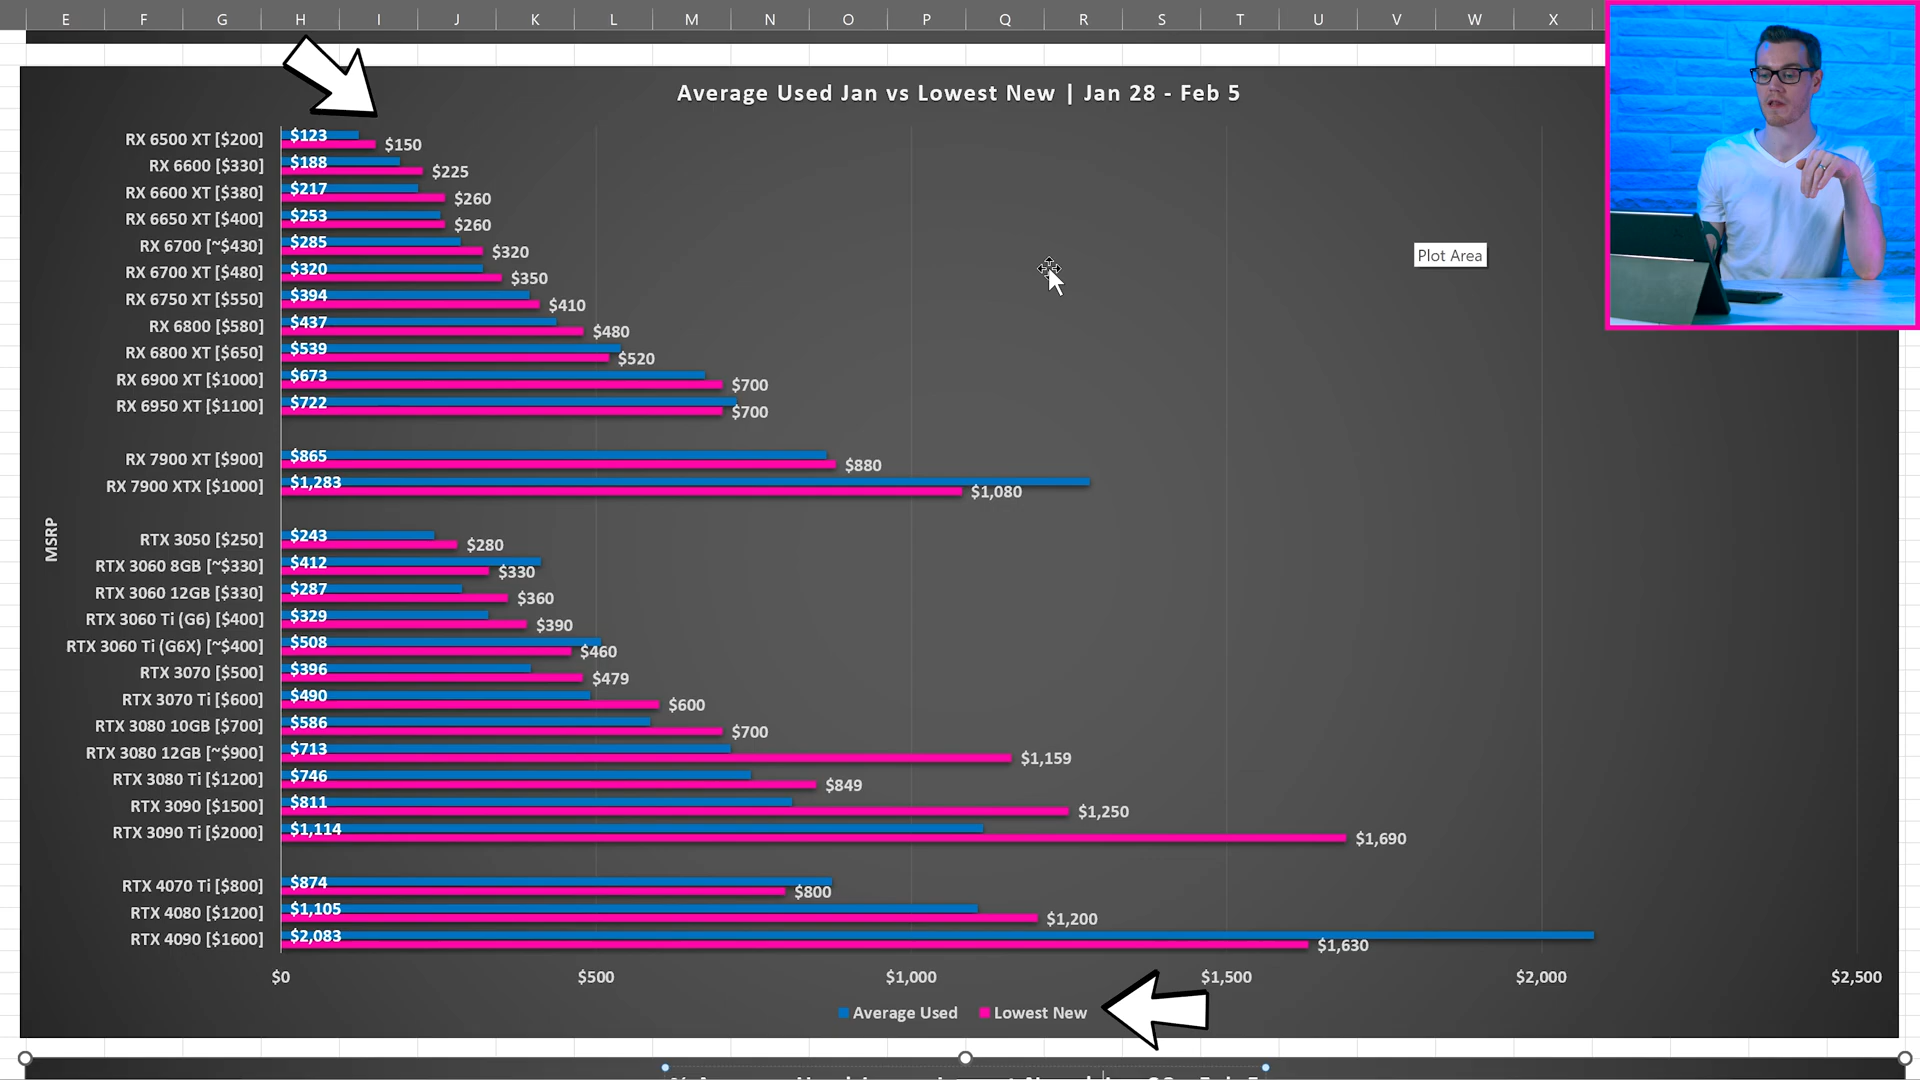 E F G H I J K L M N O P Q R S T U V W X
Average Used Jan vs Lowest New | Jan 28 - Feb 5
RX 6500 XT [$200] $123 $150
RX 6600 [$330] $188 $225
RX 6600 XT [$380] $217 $260
RX 6650 XT [$400] $253 $260
RX 6700 [~$430] $285 $320
Plot Area
RX 6700 XT [$480] $320 $350
RX 6750 XT [$550] $394 $410
RX 6800 [$580] $437 $480
RX 6800 XT [$650] $539 $520
RX 6900 XT [$1000] $673 $700
RX 6950 XT [$1100] $722 $700
RX 7900 XT [$900] $865 $880
RX 7900 XTX [$1000] $1,283 $1,080
MSRP
RTX 3050 [$250] $243 $280
RTX 3060 8GB [~$330] $412 $330
RTX 3060 12GB [$330] $287 $360
RTX 3060 Ti (G6) [$400] $329 $390
RTX 3060 Ti (G6X) [~$400] $508 $460
RTX 3070 [$500] $396 $479
RTX 3070 Ti [$600] $490 $600
RTX 3080 10GB [$700] $586 $700
RTX 3080 12GB [~$900] $713 $1,159
RTX 3080 Ti [$1200] $746 $849
RTX 3090 [$1500] $811 $1,250
RTX 3090 Ti [$2000] $1,114 $1,690
RTX 4070 Ti [$800] $874 $800
RTX 4080 [$1200] $1,105 $1,200
RTX 4090 [$1600] $2,083 $1,630
$0 $500 $1,000 $1,500 $2,000 $2,500
Average Used Lowest New